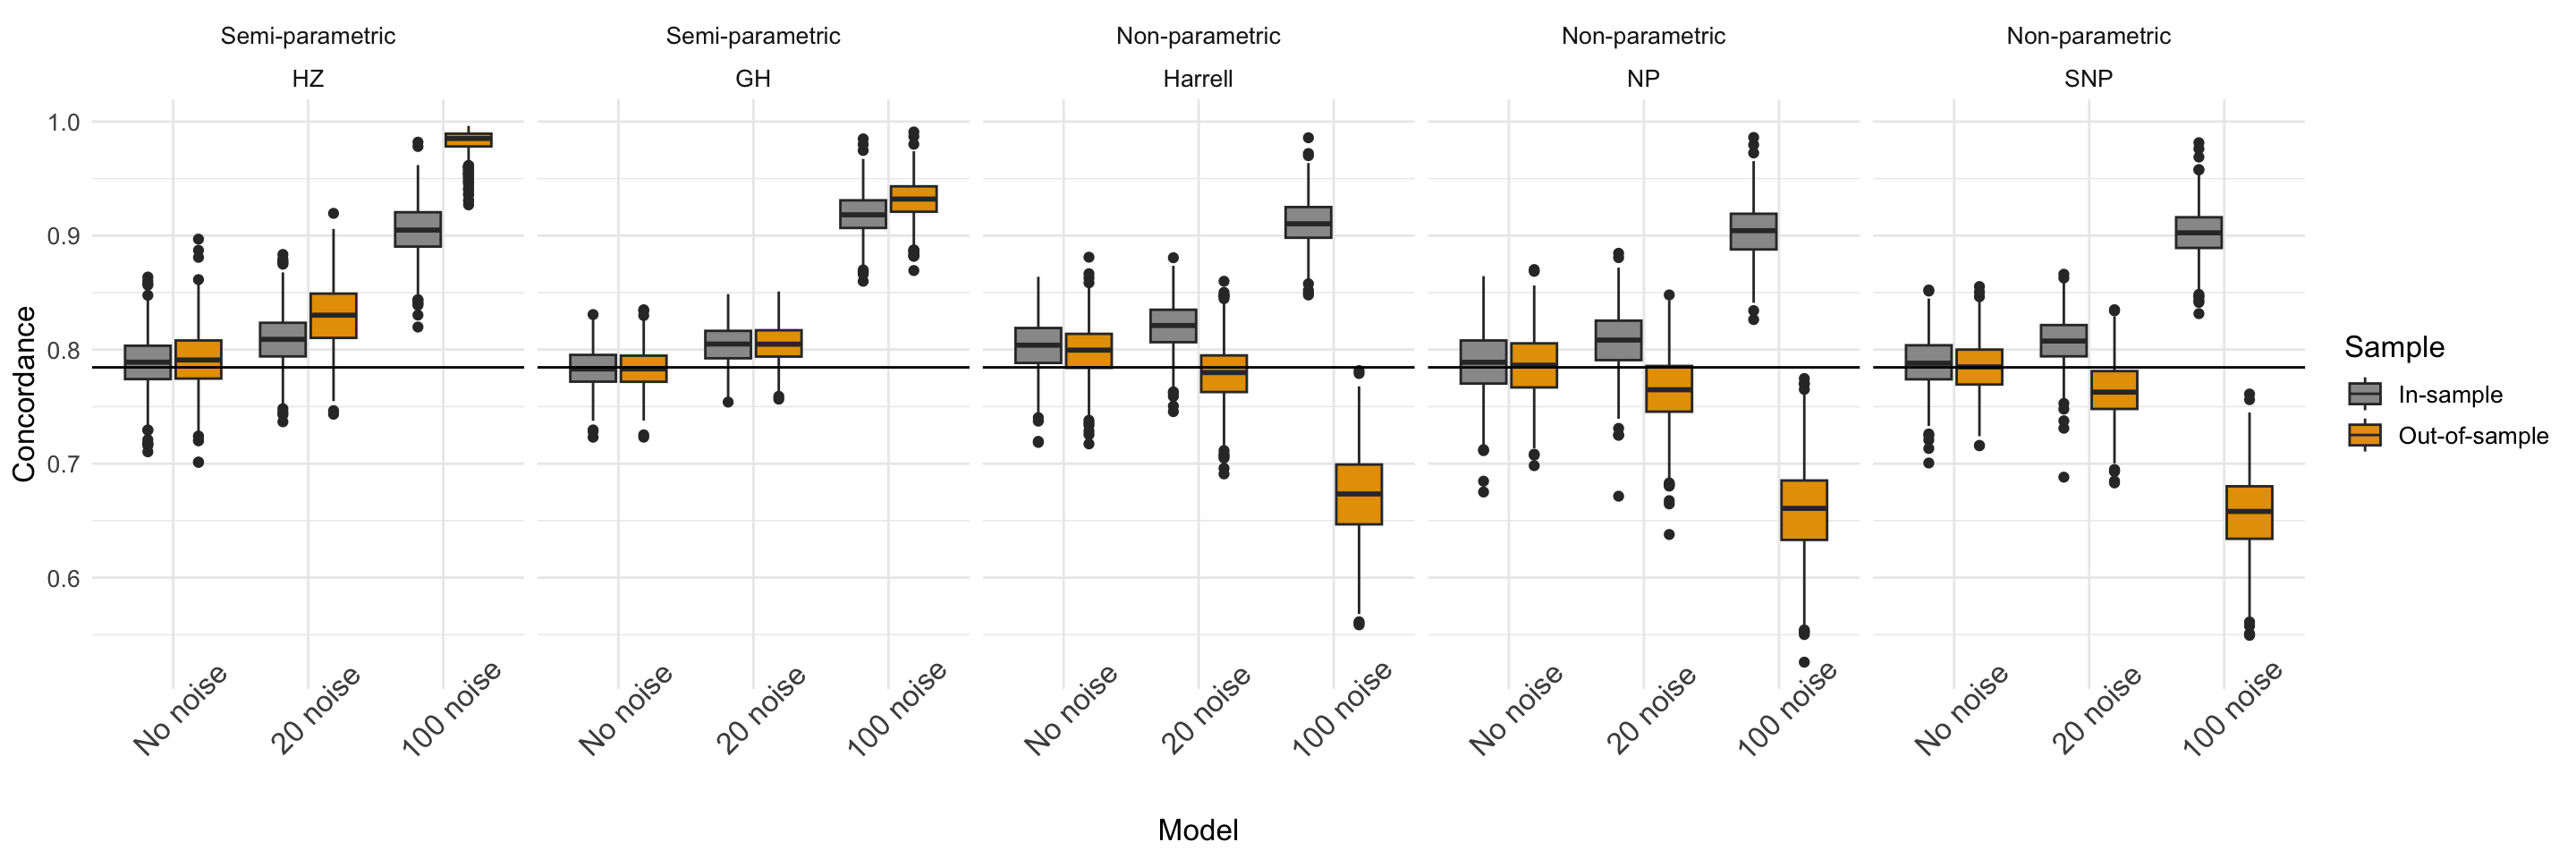 Semi-parametric Semi-parametric Non-parametric Non-parametric Non-parametric
HZ GH Harrell NP SNP
Concordance
1.0
0.9
0.8
0.7
0.6
No noise 20 noise 100 noise No noise 20 noise 100 noise No noise 20 noise 100 noise No noise 20 noise 100 noise No noise 20 noise 100 noise
Model
Sample
In-sample
Out-of-sample